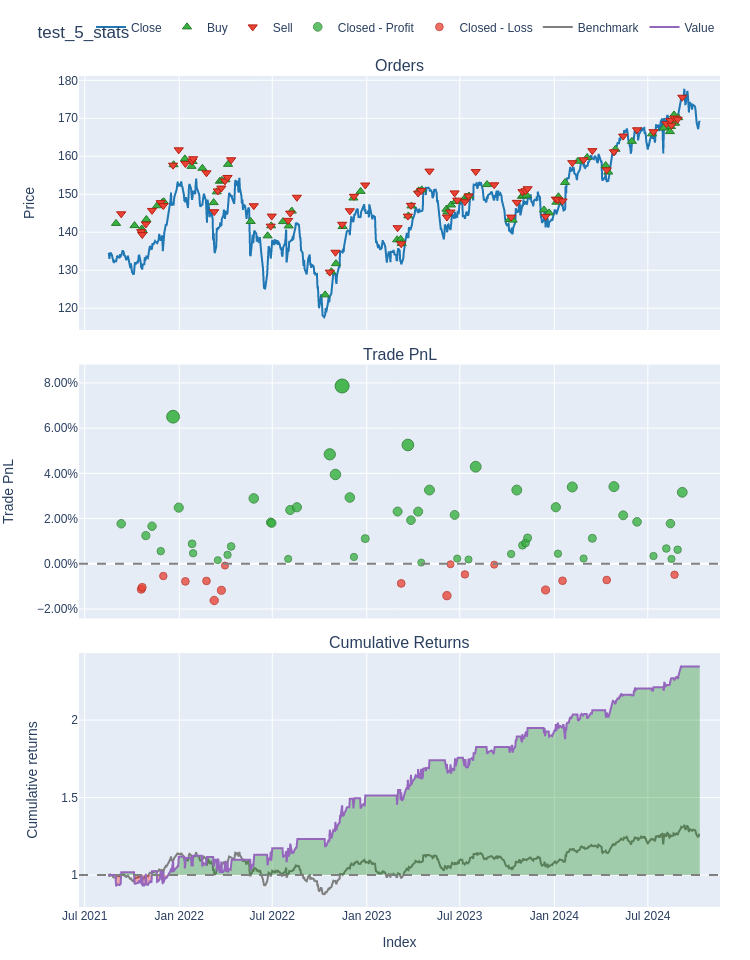 test_5_stats
Close Buy Sell Closed - Profit Closed - Loss Benchmark Value
Orders
180
170
160
150
140
130
120
Price
Trade PnL
8.00%
6.00%
4.00%
2.00%
0.00%
−2.00%
Trade PnL
Cumulative Returns
2
1.5
1
Cumulative returns
Jul 2021 Jan 2022 Jul 2022 Jan 2023 Jul 2023 Jan 2024 Jul 2024
Index